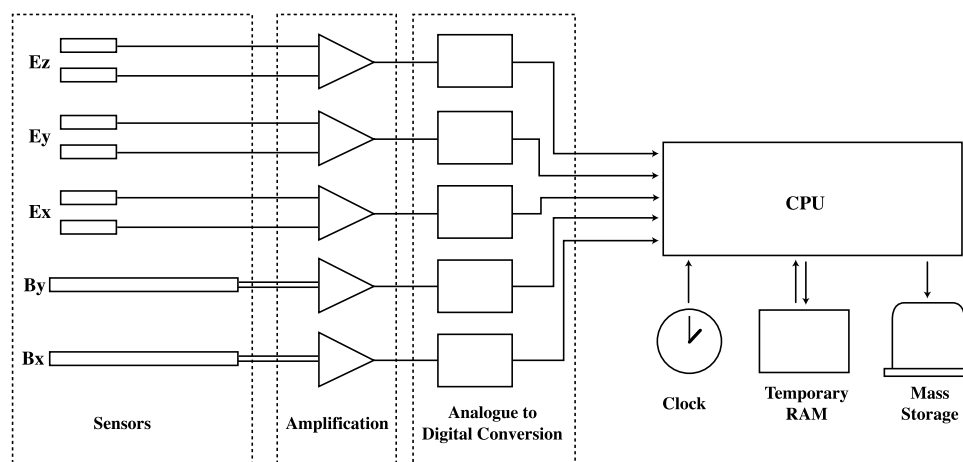 Ez
Ey
Ex
By
Bx
Sensors
Amplification
Analogue to
Digital Conversion
CPU
Clock
Temporary
RAM
Mass
Storage